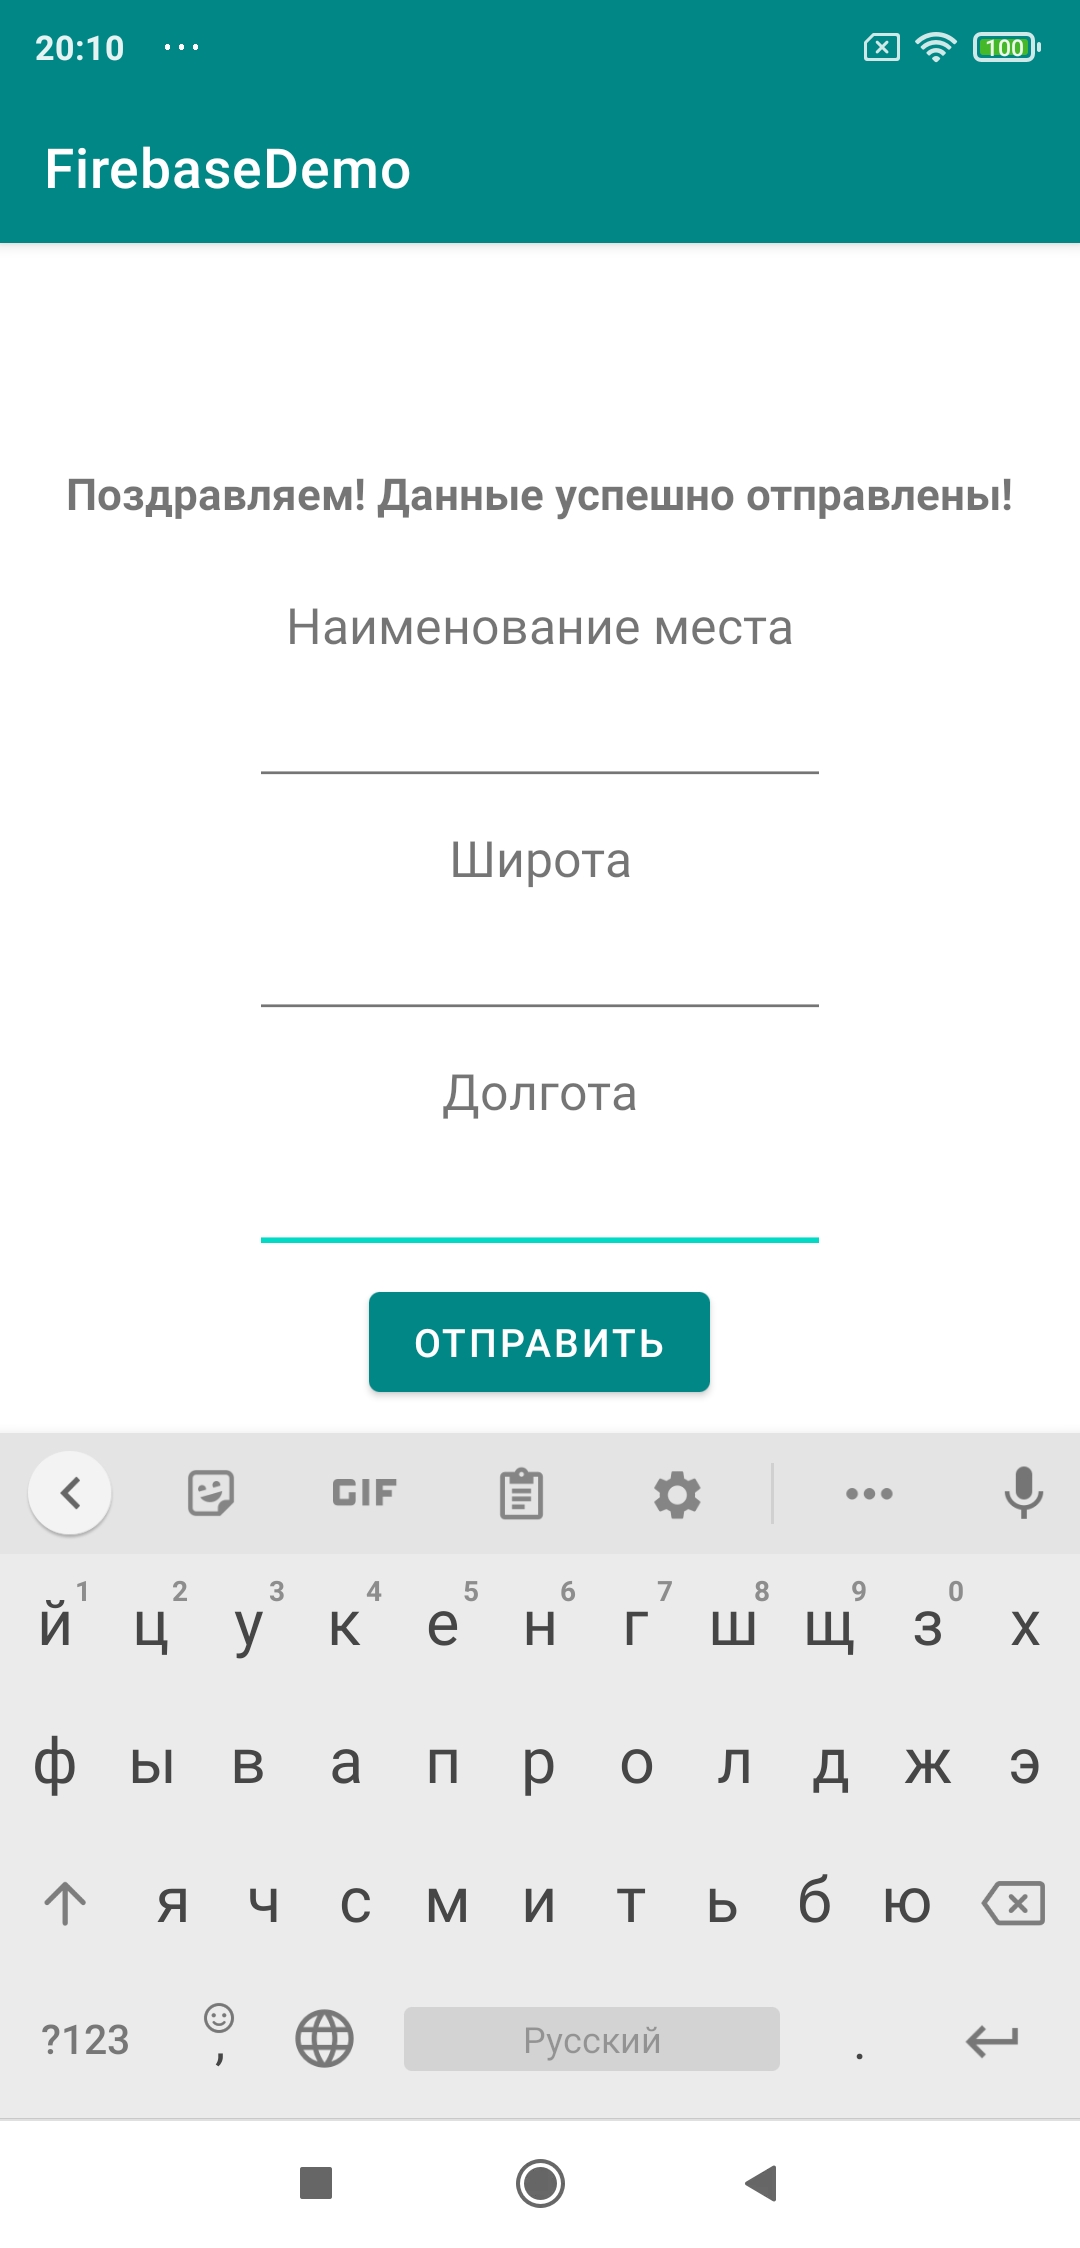 20:10 ... 100
FirebaseDemo
Поздравляем! Данные успешно отправлены!
Наименование места
Широта
Долгота
ОТПРАВИТЬ
GIF
1 2 3 4 5 6 7 8 9 0
й ц у к е н г ш щ з х
ф ы в а п р о л д ж э
я ч с м и т ь б ю
?123 , Русский .